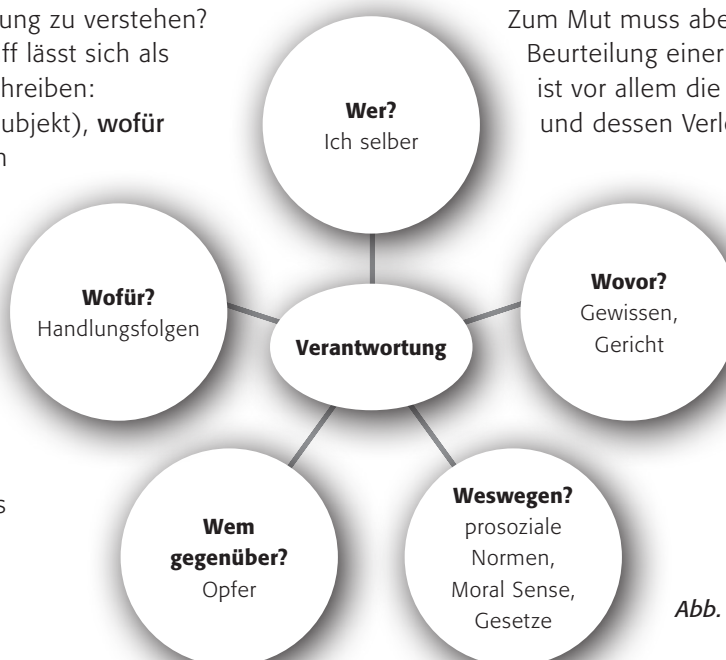 ung zu verstehen?
ff lässt sich als
hreiben:
ubjekt), wofür
n
Zum Mut muss abe
Beurteilung einer
ist vor allem die
und dessen Verl
Wer?
Ich selber
Wofür?
Handlungsfolgen
Verantwortung
Wovor?
Gewissen,
Gericht
s
Wem
gegenüber?
Opfer
Weswegen?
prosoziale
Normen,
Moral Sense,
Gesetze
Abb.